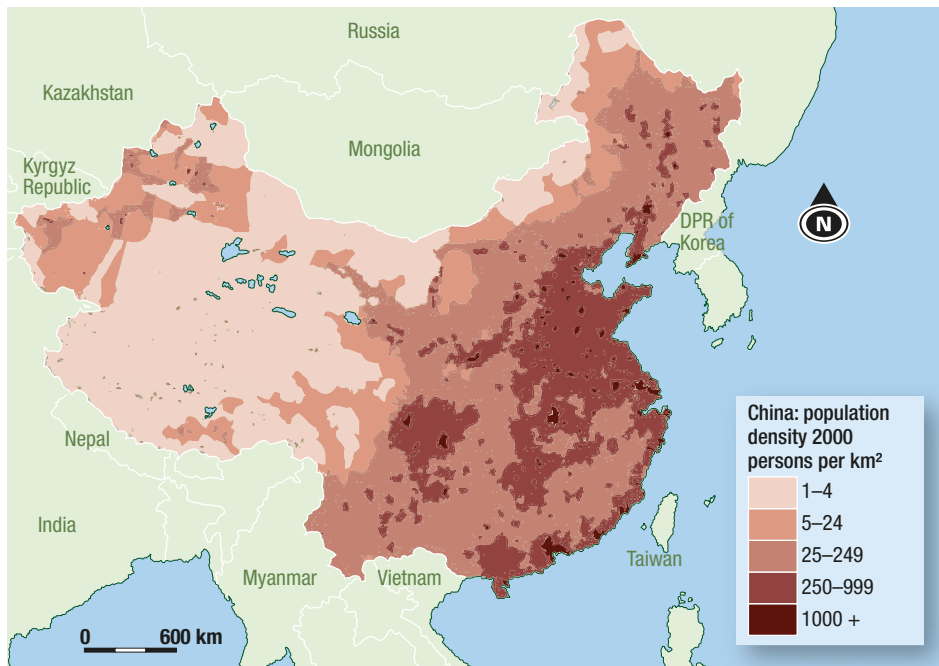 Russia
Kazakhstan
Mongolia
Kyrgyz
Republic
N
DPR of
Korea
China: population
density 2000
persons per km²
1–4
5–24
25–249
250–999
1000 +
Nepal
India
Myanmar
Vietnam
Taiwan
0 600 km